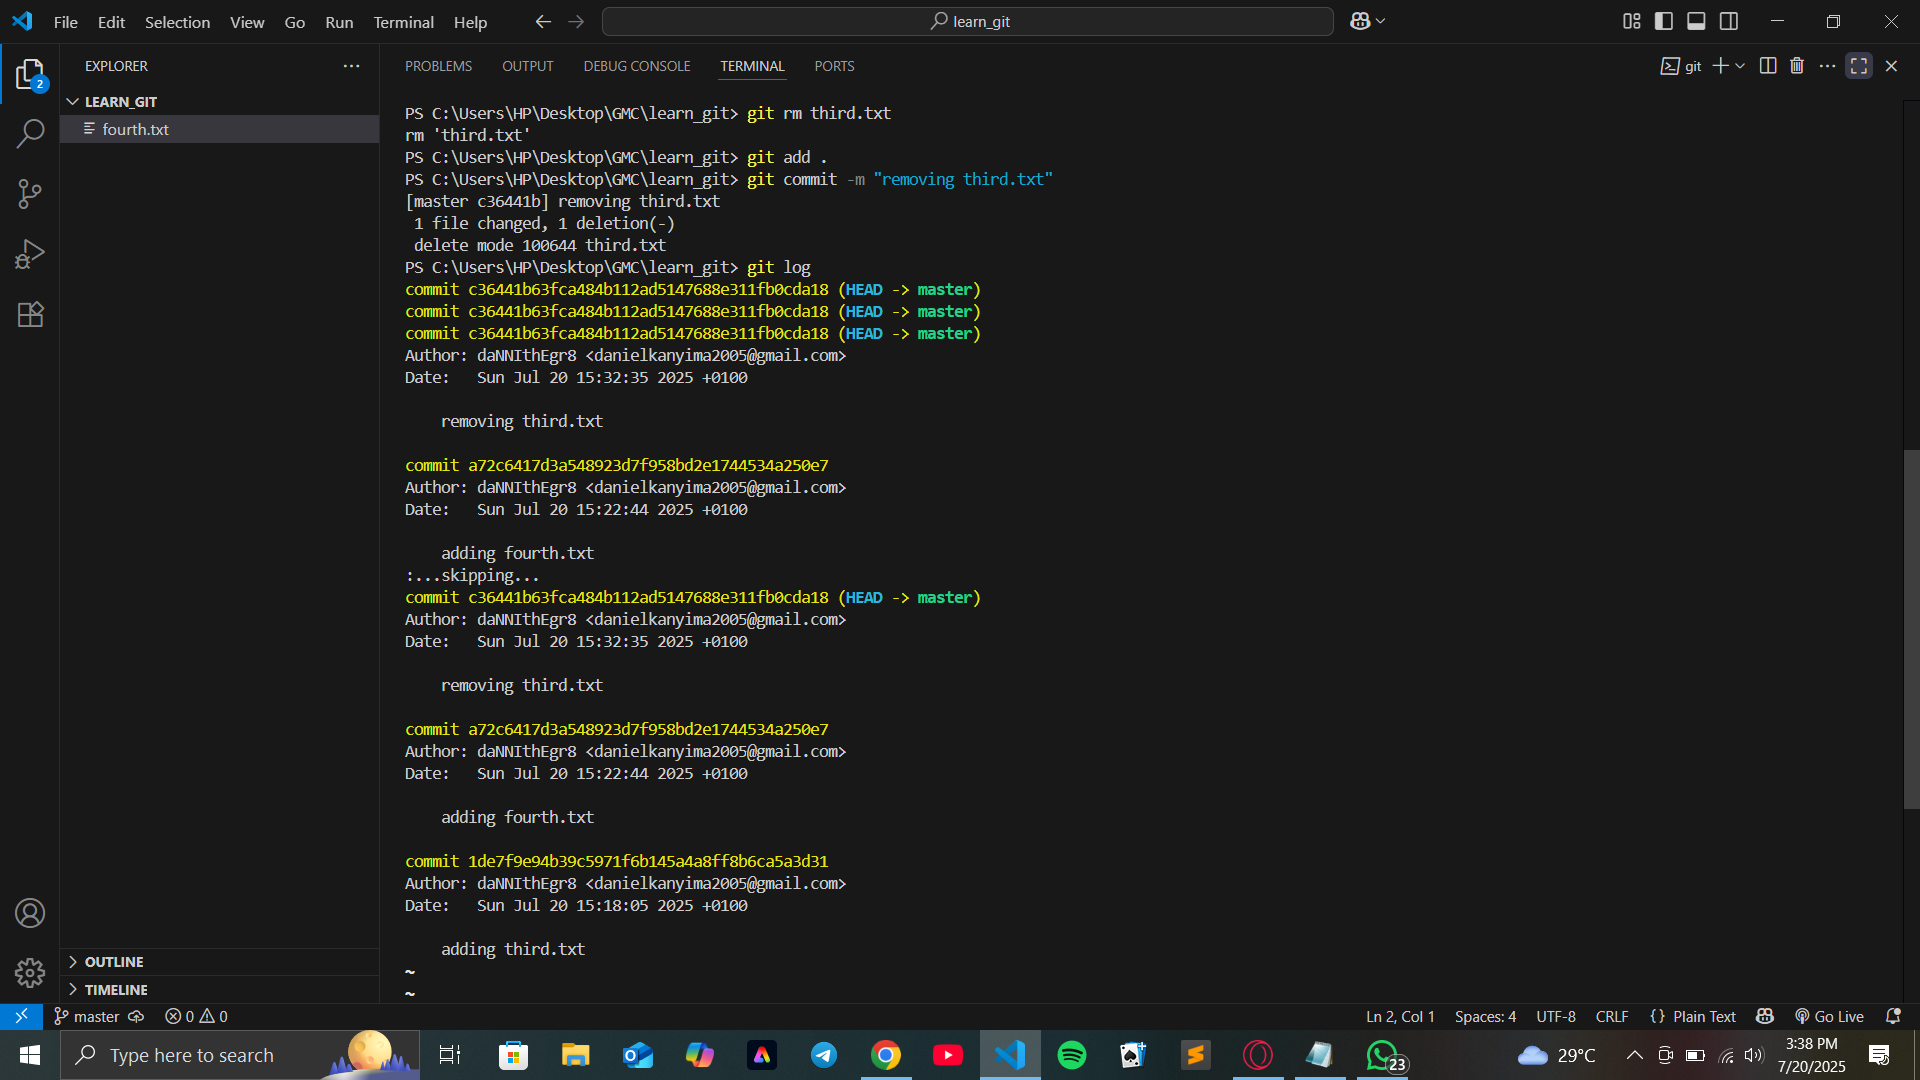 File Edit Selection View Go Run Terminal Help
learn_git
EXPLORER
2
LEARN_GIT
fourth.txt
OUTLINE
TIMELINE
PROBLEMS OUTPUT DEBUG CONSOLE TERMINAL PORTS
git
PS C:\Users\HP\Desktop\GMC\learn_git> git rm third.txt
rm 'third.txt'
PS C:\Users\HP\Desktop\GMC\learn_git> git add .
PS C:\Users\HP\Desktop\GMC\learn_git> git commit -m "removing third.txt"
[master c36441b] removing third.txt
1 file changed, 1 deletion(-)
delete mode 100644 third.txt
PS C:\Users\HP\Desktop\GMC\learn_git> git log
commit c36441b63fca484b112ad5147688e311fb0cda18 (HEAD -> master)
commit c36441b63fca484b112ad5147688e311fb0cda18 (HEAD -> master)
commit c36441b63fca484b112ad5147688e311fb0cda18 (HEAD -> master)
Author: daNNIthEgr8 <danielkanyima2005@gmail.com>
Date:   Sun Jul 20 15:32:35 2025 +0100
removing third.txt
commit a72c6417d3a548923d7f958bd2e1744534a250e7
Author: daNNIthEgr8 <danielkanyima2005@gmail.com>
Date:   Sun Jul 20 15:22:44 2025 +0100
adding fourth.txt
:...skipping...
commit c36441b63fca484b112ad5147688e311fb0cda18 (HEAD -> master)
Author: daNNIthEgr8 <danielkanyima2005@gmail.com>
Date:   Sun Jul 20 15:32:35 2025 +0100
removing third.txt
commit a72c6417d3a548923d7f958bd2e1744534a250e7
Author: daNNIthEgr8 <danielkanyima2005@gmail.com>
Date:   Sun Jul 20 15:22:44 2025 +0100
adding fourth.txt
commit 1de7f9e94b39c5971f6b145a4a8ff8b6ca5a3d31
Author: daNNIthEgr8 <danielkanyima2005@gmail.com>
Date:   Sun Jul 20 15:18:05 2025 +0100
adding third.txt
~
~
master 0 0 Ln 2, Col 1 Spaces: 4 UTF-8 CRLF {} Plain Text Go Live
Type here to search
23
29°C
3:38 PM
7/20/2025